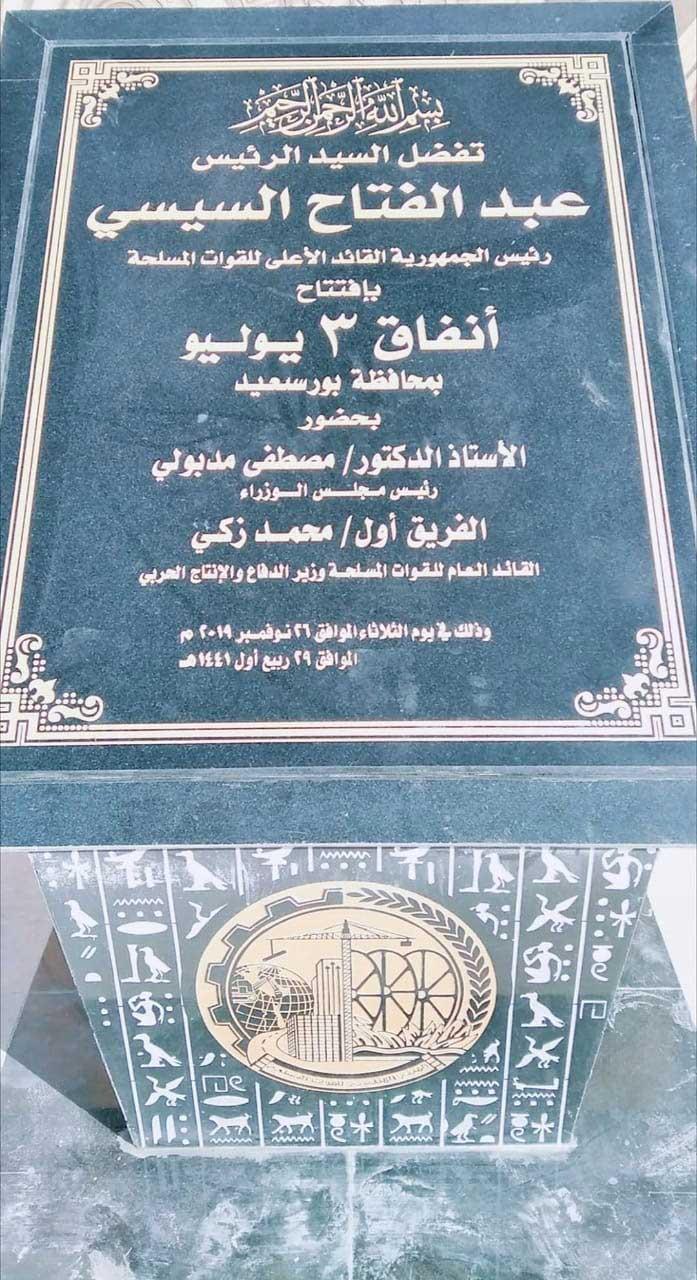 بسم الله الرحمن الرحيم
تفضل السيد الرئيس
عبد الفتاح السيسي
رئيس الجمهورية القائد الأعلى للقوات المسلحة
بإفتتاح
أنفاق ٣ يوليو
بمحافظة بورسعيد
بحضور
الأستاذ الدكتور/ مصطفى مدبولي
رئيس مجلس الوزراء
الفريق أول/ محمد زكي
القائد العام للقوات المسلحة وزير الدفاع والإنتاج الحربي
وذلك في يوم الثلاثاء الموافق ٢٦ نوفمبر ٢٠١٩ م
الموافق ٢٩ ربيع أول ١٤٤١هـ